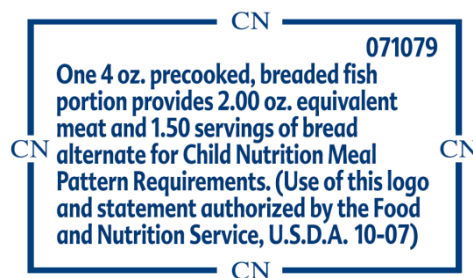 CN
071079
One 4 oz. precooked, breaded fish
portion provides 2.00 oz. equivalent
meat and 1.50 servings of bread
CN alternate for Child Nutrition Meal CN
Pattern Requirements. (Use of this logo
and statement authorized by the Food
and Nutrition Service, U.S.D.A. 10-07)
CN